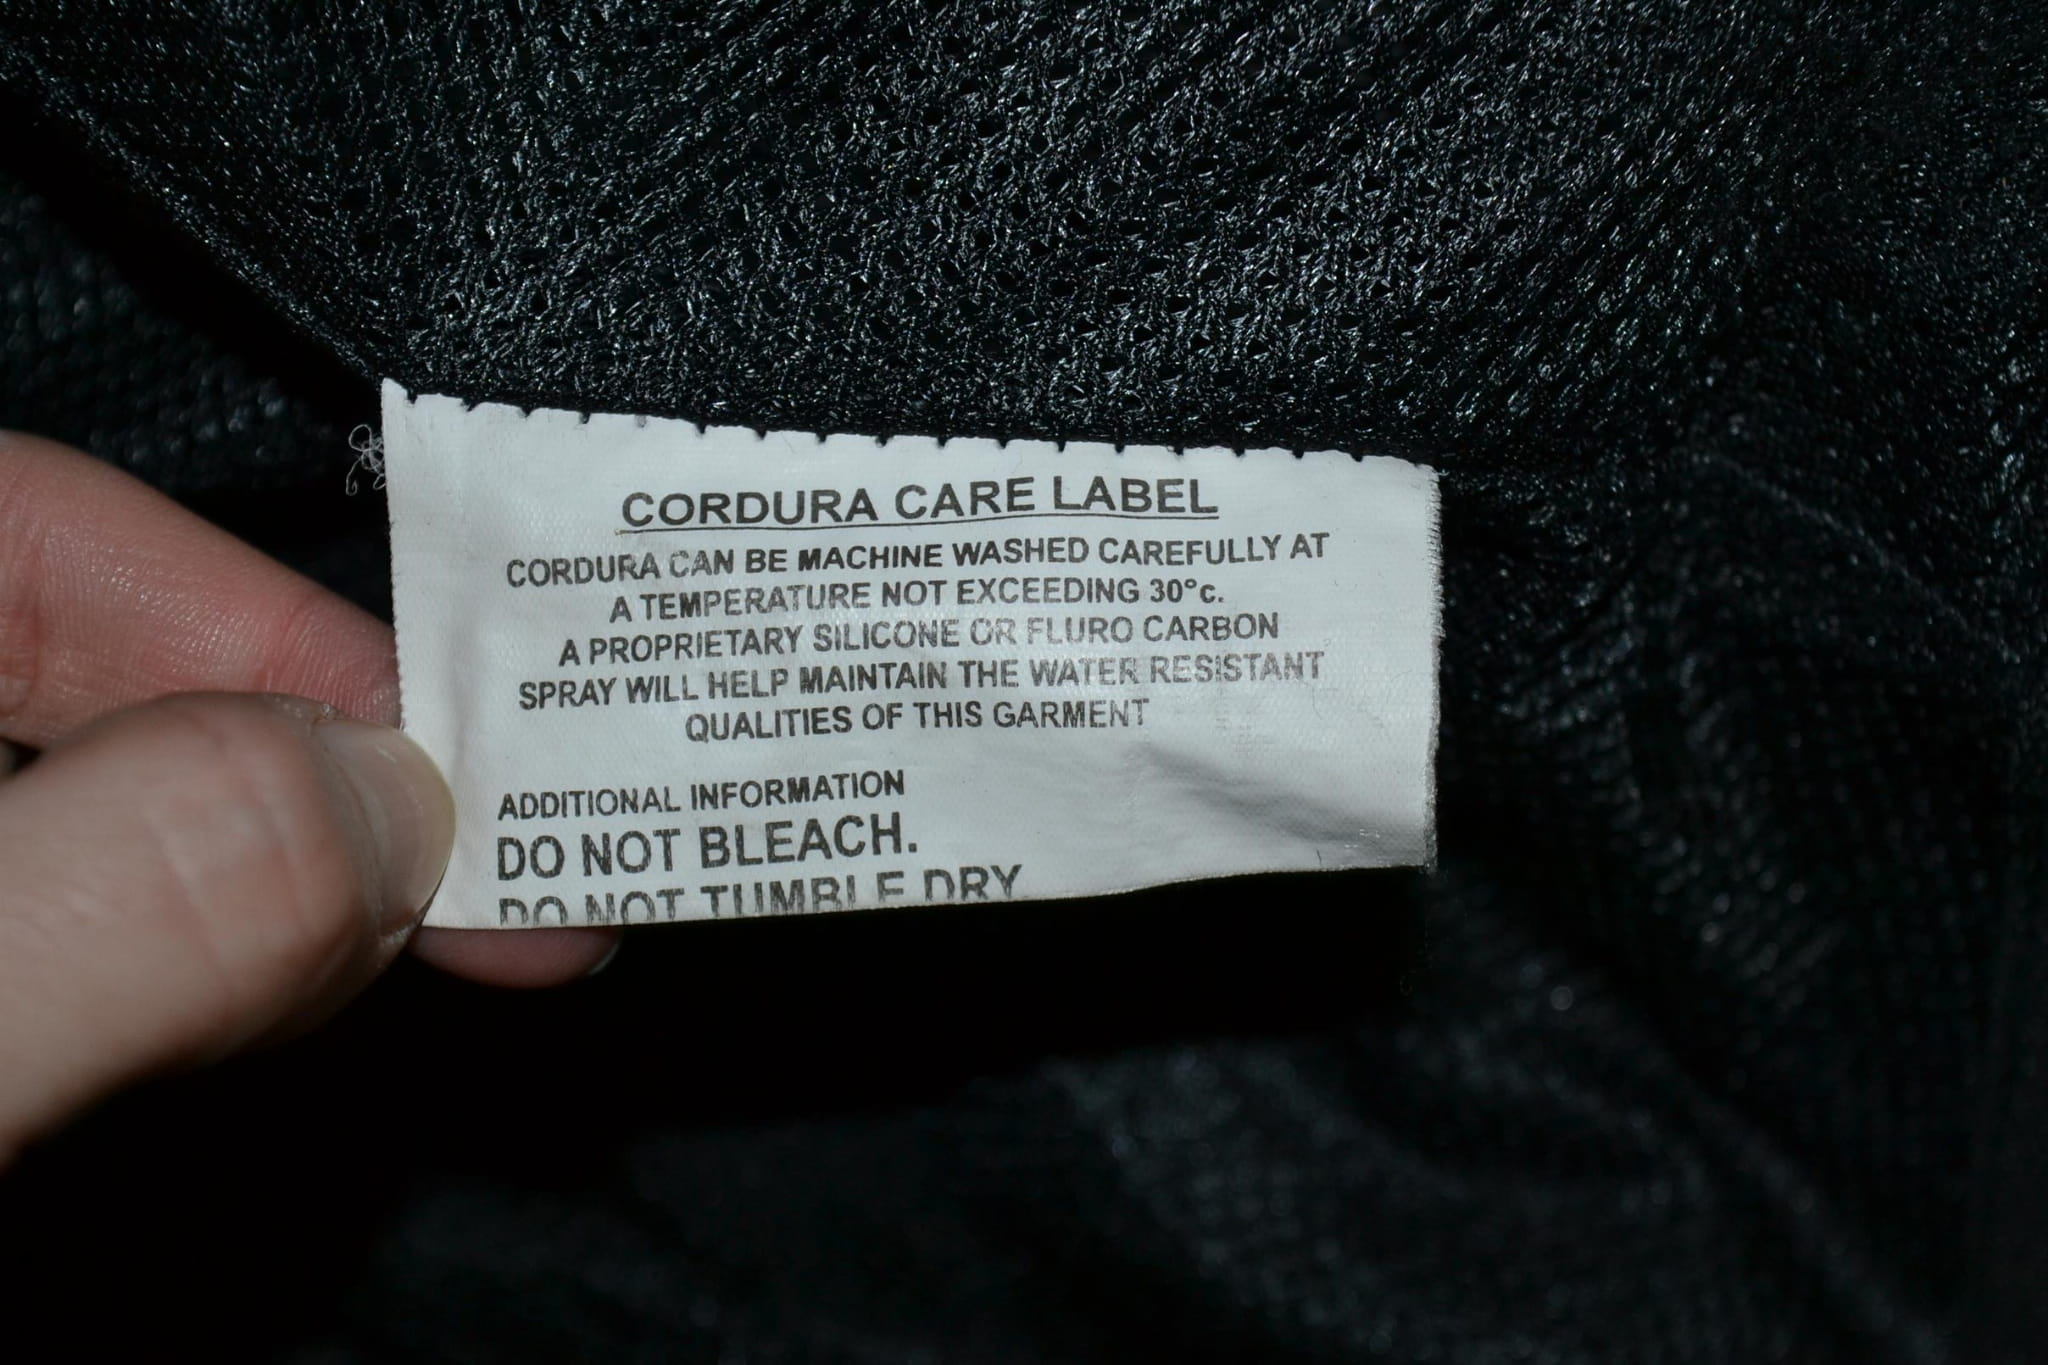 CORDURA CARE LABEL
CORDURA CAN BE MACHINE WASHED CAREFULLY AT
A TEMPERATURE NOT EXCEEDING 30°c.
A PROPRIETARY SILICONE OR FLURO CARBON
SPRAY WILL HELP MAINTAIN THE WATER RESISTANT
QUALITIES OF THIS GARMENT
ADDITIONAL INFORMATION
DO NOT BLEACH.
DO NOT TUMBLE DRY